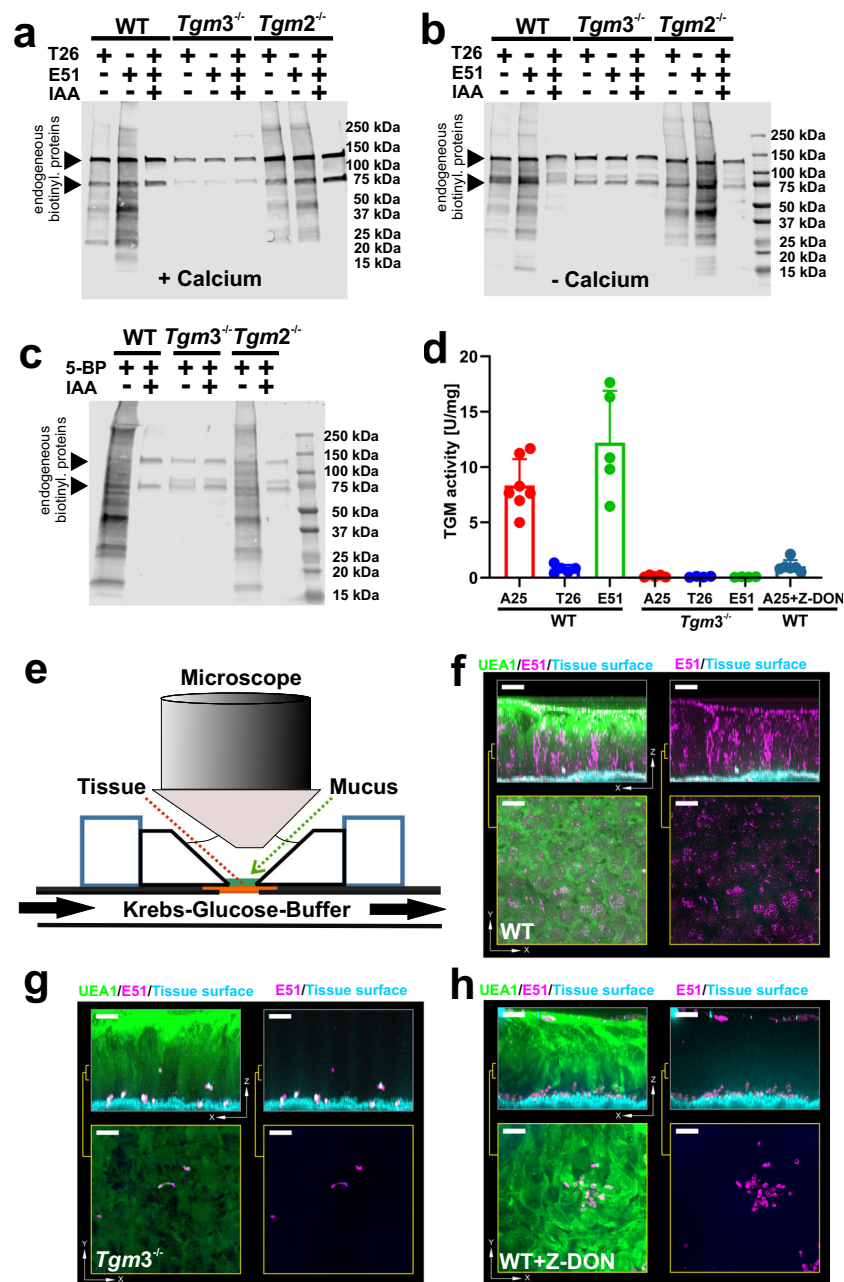 a
WT Tgm3-/- Tgm2-/-
T26 + - + + - + + - +
E51 - + + - + + - + +
IAA - - + - - + - - +
endogeneous
biotinyl. proteins
250 kDa
150 kDa
100 kDa
75 kDa
50 kDa
37 kDa
25 kDa
20 kDa
15 kDa
+ Calcium
b
WT Tgm3-/- Tgm2-/-
T26 + - + + - + + - +
E51 - + + - + + - + +
IAA - - + - - + - - +
endogeneous
biotinyl. proteins
250 kDa
150 kDa
100 kDa
75 kDa
50 kDa
37 kDa
25 kDa
20 kDa
15 kDa
- Calcium
c
WT Tgm3-/- Tgm2-/-
5-BP + + + + + +
IAA - + - + - +
endogeneous
biotinyl. proteins
250 kDa
150 kDa
100 kDa
75 kDa
50 kDa
37 kDa
25 kDa
20 kDa
15 kDa
d
TGM activity [U/mg]
20
15
10
5
0
A25 T26 E51 A25 T26 E51 A25+Z-DON
WT Tgm3-/- WT
e
Microscope
Tissue Mucus
Krebs-Glucose-Buffer
f
UEA1/E51/Tissue surface E51/Tissue surface
Z
X
Y
X
WT
g
UEA1/E51/Tissue surface E51/Tissue surface
Z
X
Y
X
Tgm3-/-
h
UEA1/E51/Tissue surface E51/Tissue surface
Z
X
Y
X
WT+Z-DON